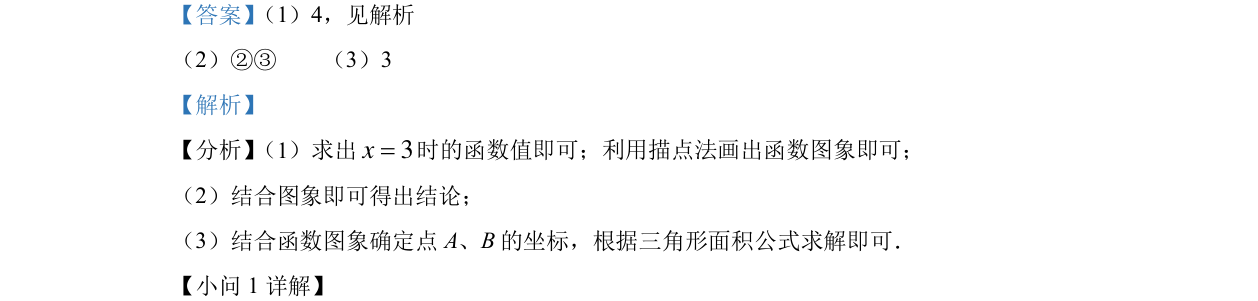 【答案】（1）4，见解析
（2）②③　　（3）3
【解析】
【分析】（1）求出 x = 3时的函数值即可；利用描点法画出函数图象即可；
（2）结合图象即可得出结论；
（3）结合函数图象确定点 A、B 的坐标，根据三角形面积公式求解即可．
【小问 1 详解】